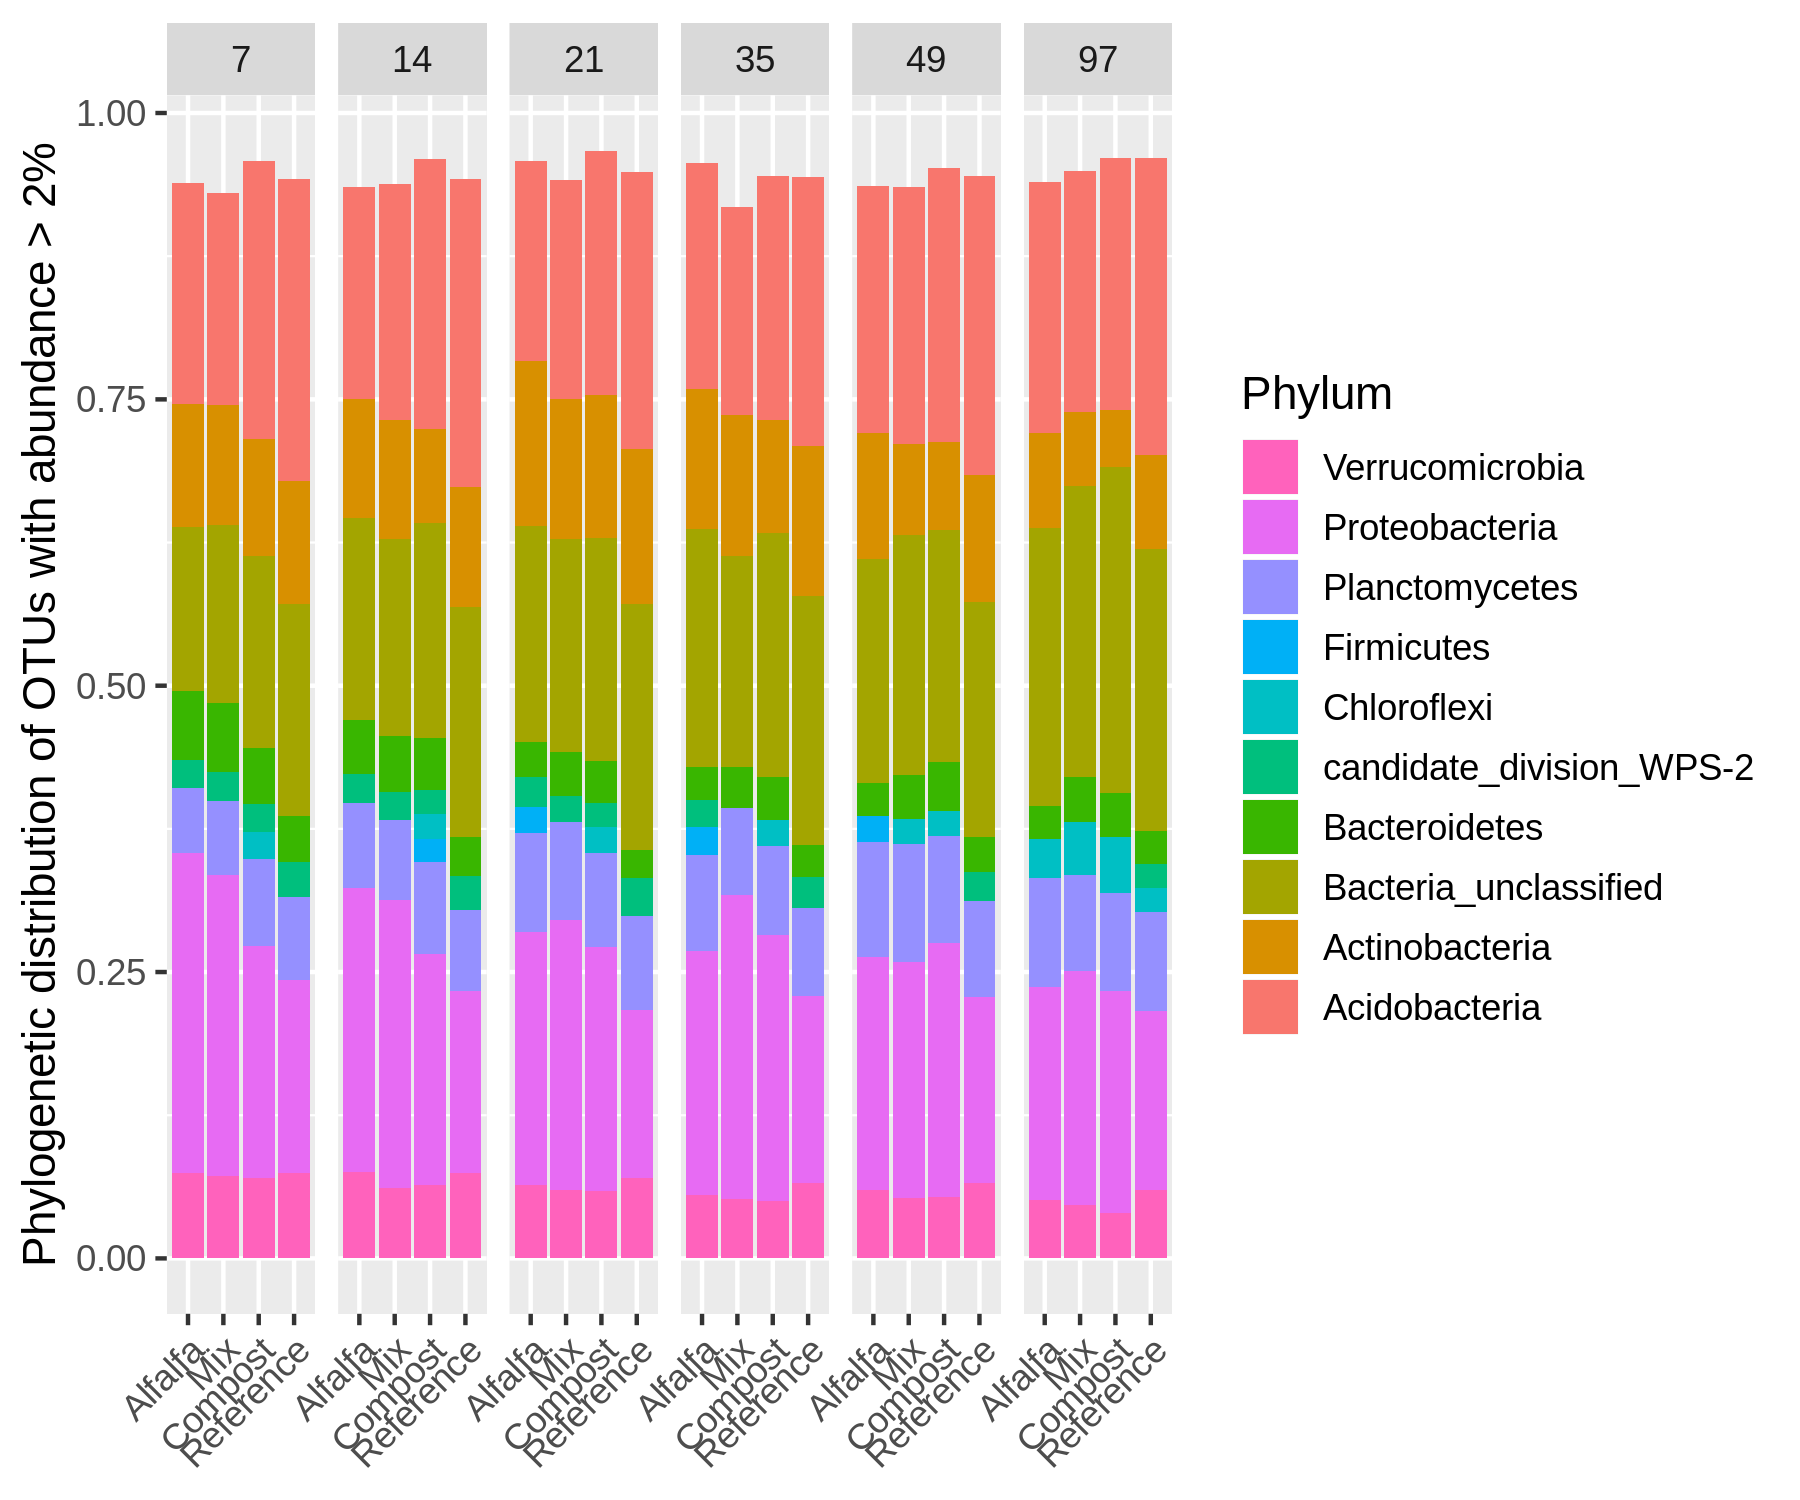 7 14 21 35 49 97
Phylogenetic distribution of OTUs with abundance > 2%
1.00
0.75
0.50
0.25
0.00
Alfalfa Mix Compost Reference Alfalfa Mix Compost Reference Alfalfa Mix Compost Reference Alfalfa Mix Compost Reference Alfalfa Mix Compost Reference Alfalfa Mix Compost Reference
Phylum
Verrucomicrobia
Proteobacteria
Planctomycetes
Firmicutes
Chloroflexi
candidate_division_WPS-2
Bacteroidetes
Bacteria_unclassified
Actinobacteria
Acidobacteria